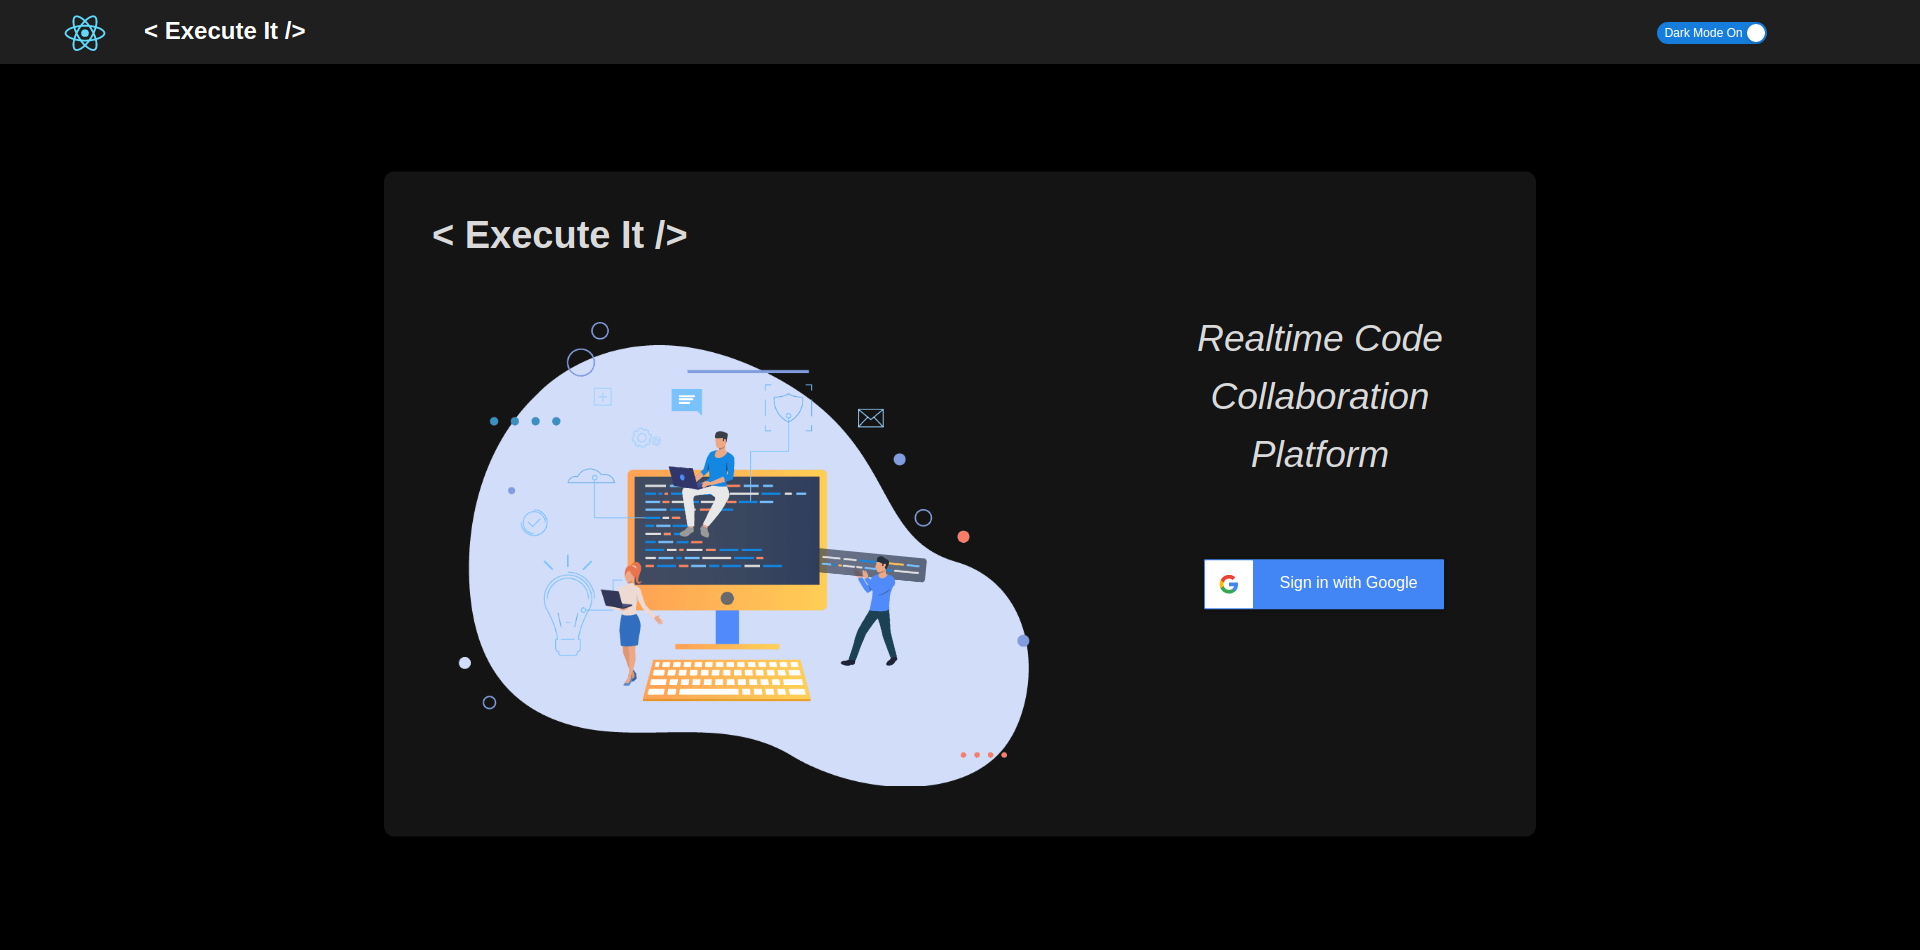 < Execute It />
Dark Mode On
< Execute It />
Realtime Code
Collaboration
Platform
Sign in with Google